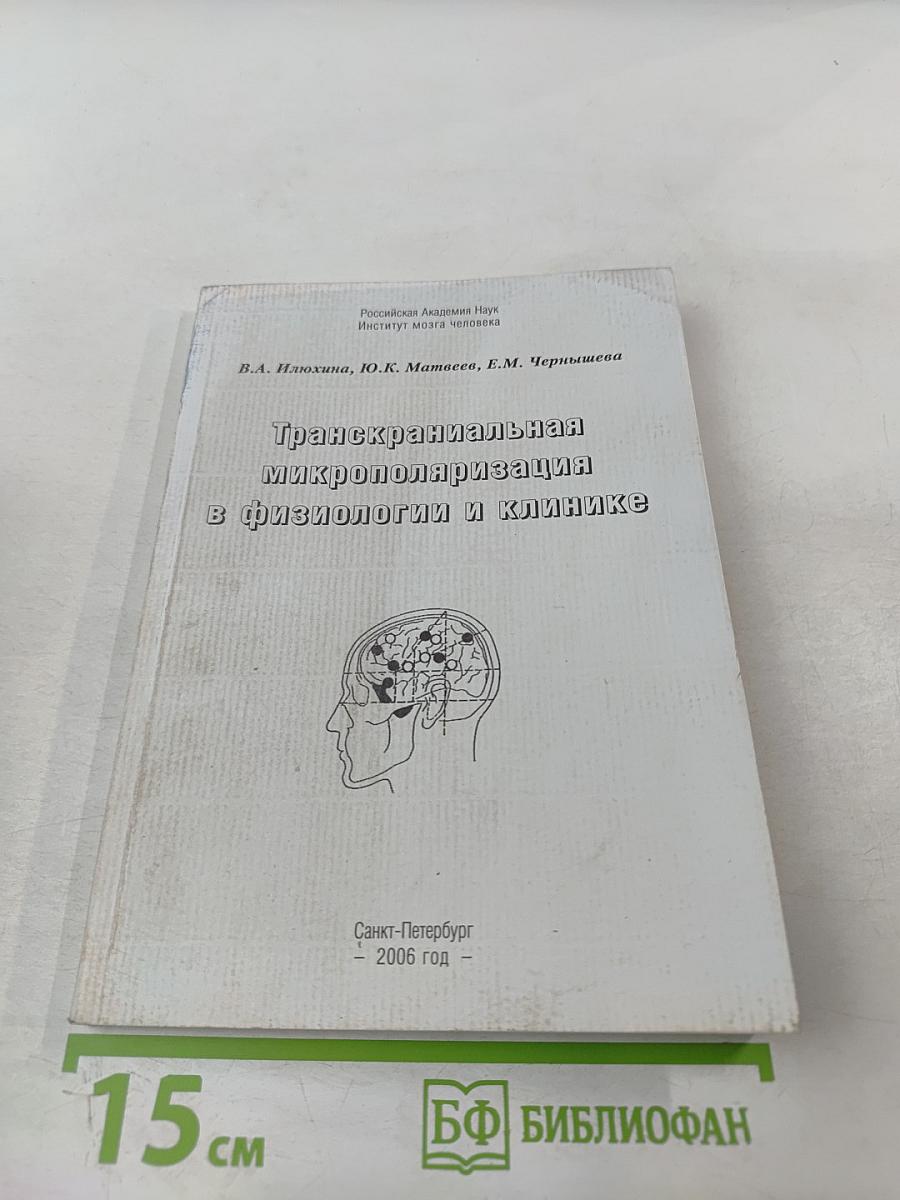 Российская Академия Наук
Институт мозга человека
В.А. Илюхина, Ю.К. Матвеев, Е.М. Чернышева
Транскраниальная
микрополяризация
в физиологии и клинике
Санкт-Петербург
– 2006 год –
15 см
БФ БИБЛИОФАН